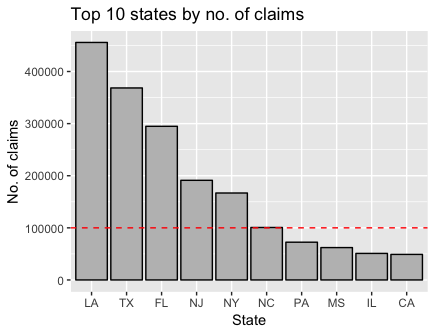 Top 10 states by no. of claims
No. of claims
400000
300000
200000
100000
0
LA TX FL NJ NY NC PA MS IL CA
State